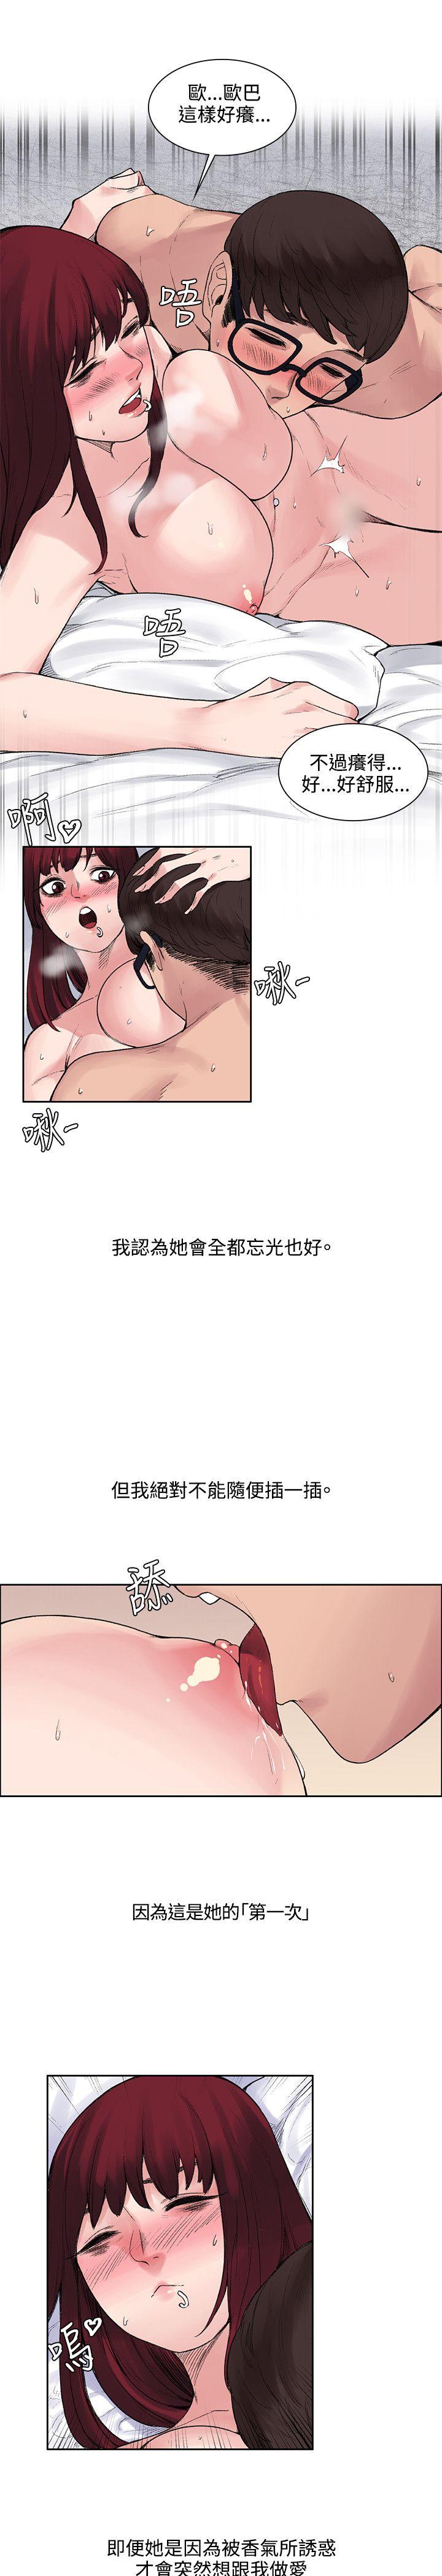 歐...歐巴
這樣好癢...
唔
唔
不過癢得...
好...好舒服...
啊♡
啾~
啾~
我認為她會全都忘光也好。
但我絕對不能隨便插一插。
舔
因為這是她的「第一次」
嗚♡
即便她是因為被香氣所誘惑
才會突然想跟我做愛